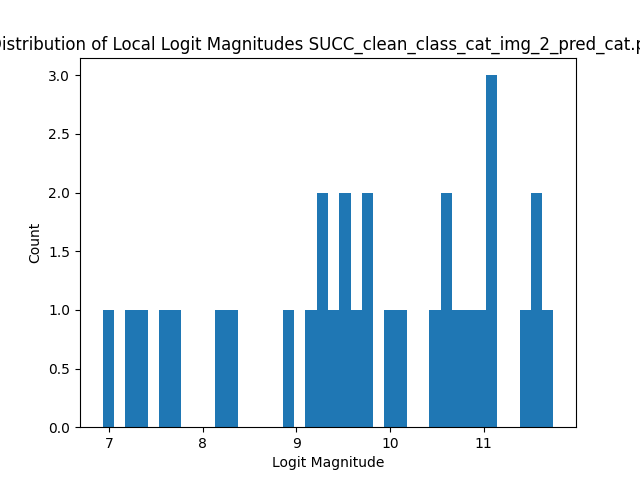 istribution of Local Logit Magnitudes SUCC_clean_class_cat_img_2_pred_cat.p
3.0
2.5
2.0
1.5
1.0
0.5
0.0
Count
7 8 9 10 11
Logit Magnitude